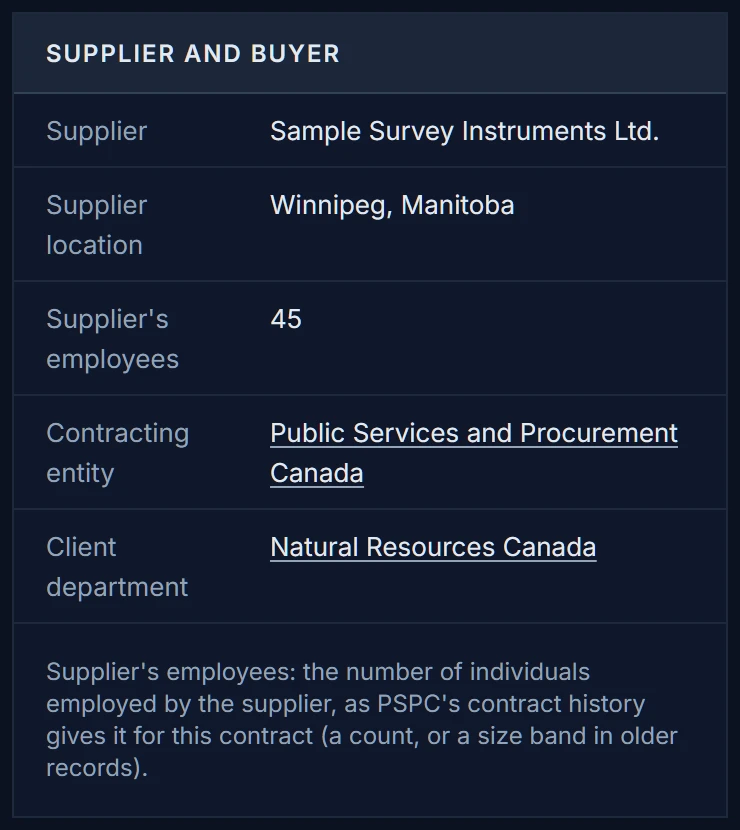 SUPPLIER AND BUYER
Supplier
Sample Survey Instruments Ltd.
Supplier
location
Winnipeg, Manitoba
Supplier's
employees
45
Contracting
entity
Public Services and Procurement
Canada
Client
department
Natural Resources Canada
Supplier's employees: the number of individuals
employed by the supplier, as PSPC's contract history
gives it for this contract (a count, or a size band in older
records).